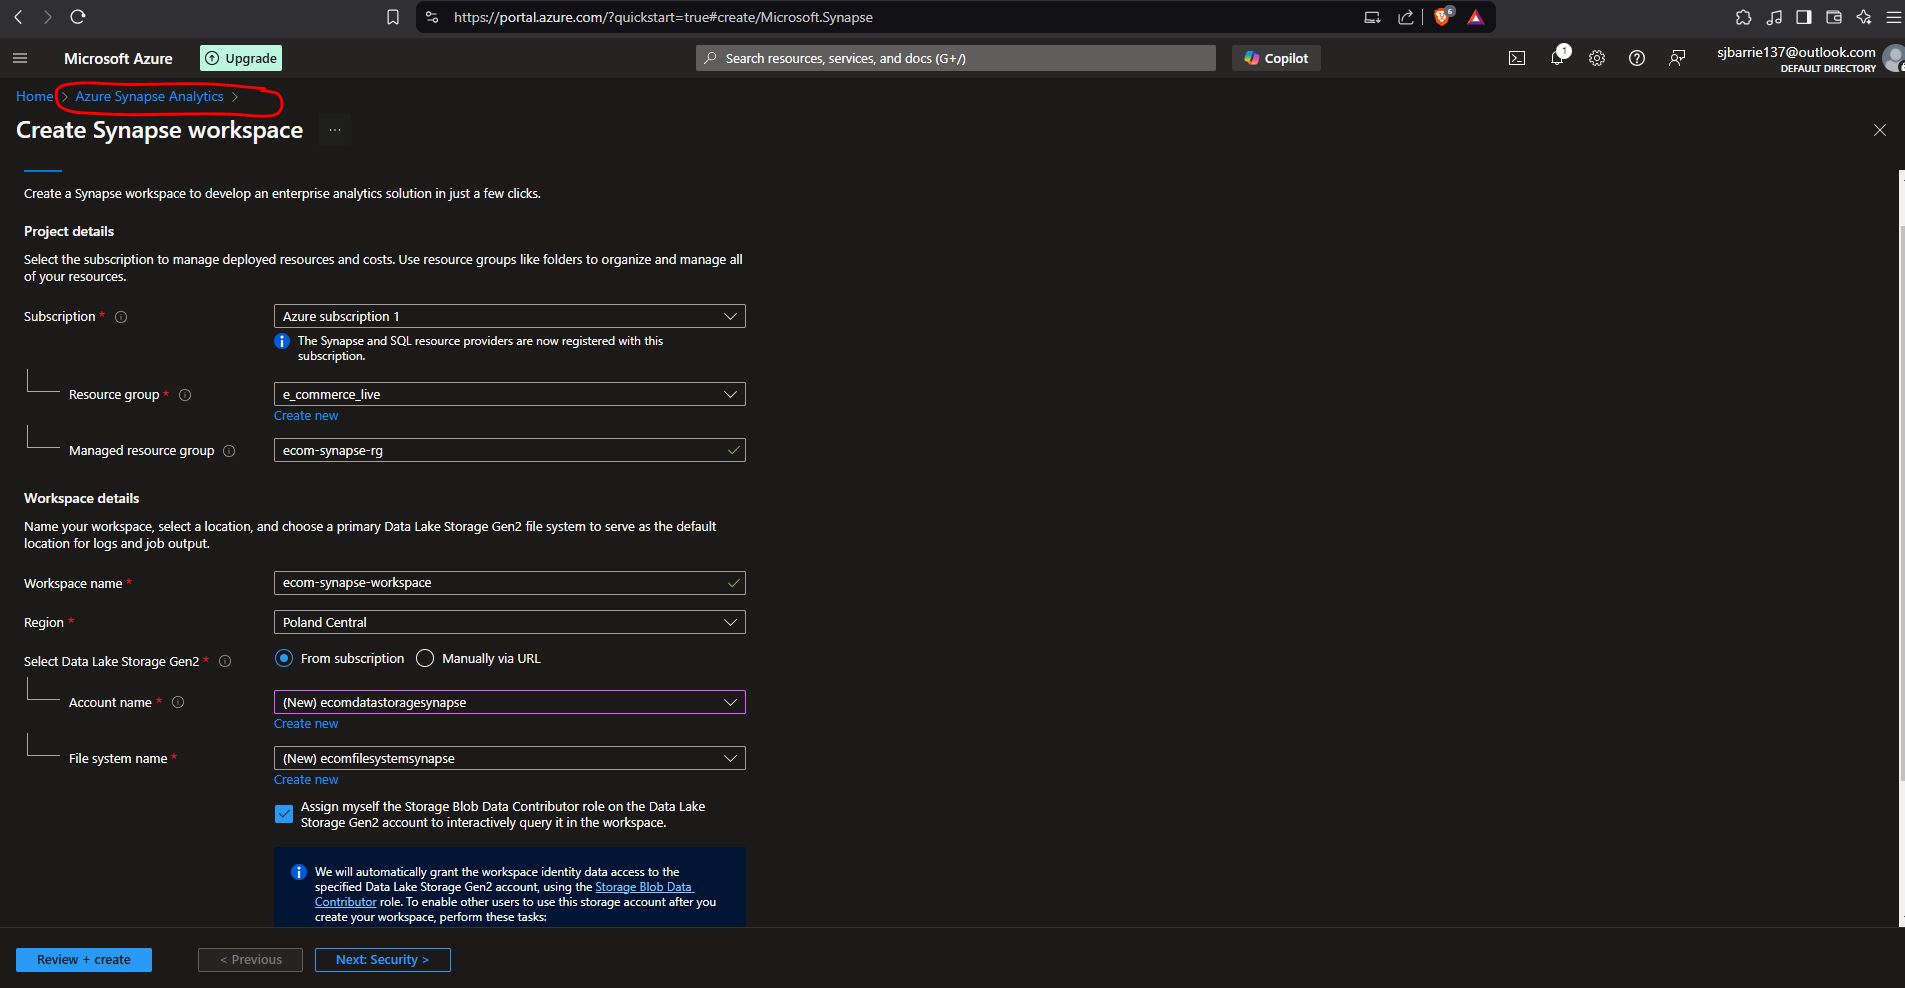 https://portal.azure.com/?quickstart=true#create/Microsoft.Synapse
6
Microsoft Azure
Upgrade
Search resources, services, and docs (G+/)
Copilot
1
sjbarrie137@outlook.com
DEFAULT DIRECTORY
Home > Azure Synapse Analytics >
Create Synapse workspace ...
Create a Synapse workspace to develop an enterprise analytics solution in just a few clicks.
Project details
Select the subscription to manage deployed resources and costs. Use resource groups like folders to organize and manage all
of your resources.
Subscription *
Azure subscription 1
The Synapse and SQL resource providers are now registered with this
subscription.
Resource group *
e_commerce_live
Create new
Managed resource group
ecom-synapse-rg
Workspace details
Name your workspace, select a location, and choose a primary Data Lake Storage Gen2 file system to serve as the default
location for logs and job output.
Workspace name *
ecom-synapse-workspace
Region *
Poland Central
Select Data Lake Storage Gen2 *
From subscription
Manually via URL
Account name *
(New) ecomdatastoragesynapse
Create new
File system name *
(New) ecomfilesystemsynapse
Create new
Assign myself the Storage Blob Data Contributor role on the Data Lake
Storage Gen2 account to interactively query it in the workspace.
We will automatically grant the workspace identity data access to the
specified Data Lake Storage Gen2 account, using the Storage Blob Data
Contributor role. To enable other users to use this storage account after you
create your workspace, perform these tasks:
Review + create
< Previous
Next: Security >